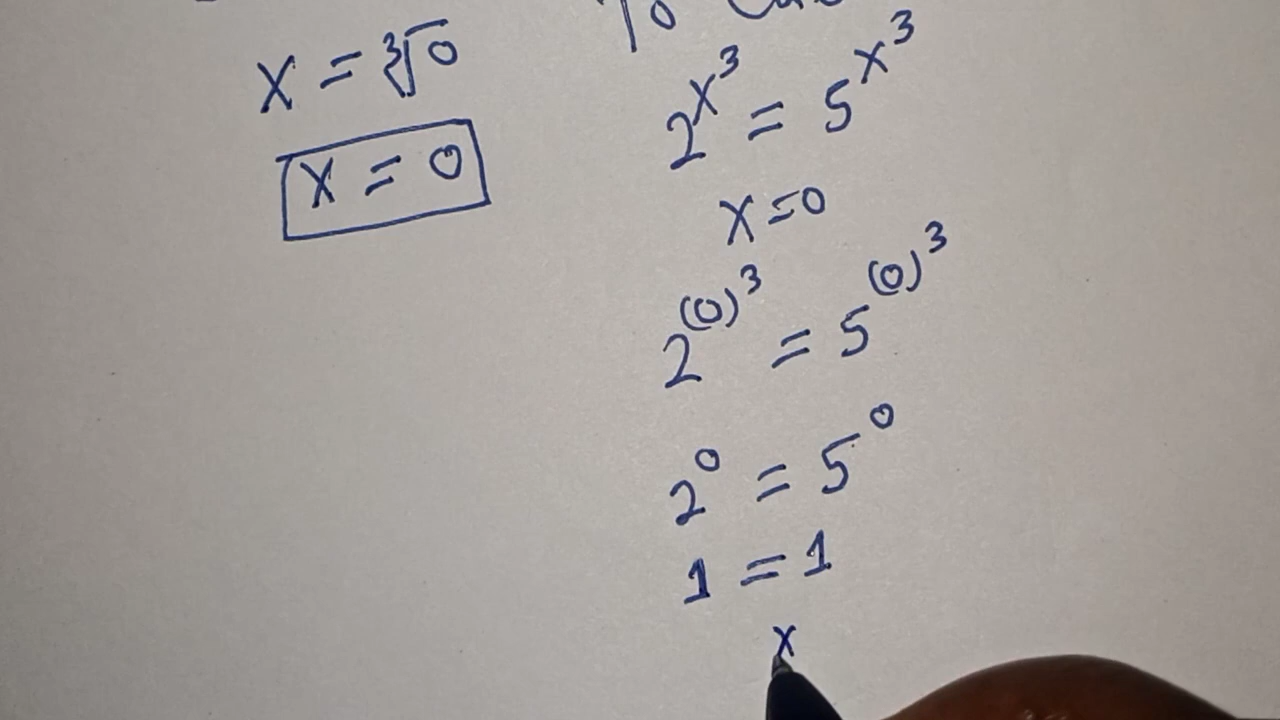 x = ∛0
x = 0
To
2^x^3 = 5^x^3
x = 0
2^(0)^3 = 5^(0)^3
2^0 = 5^0
1 = 1
x